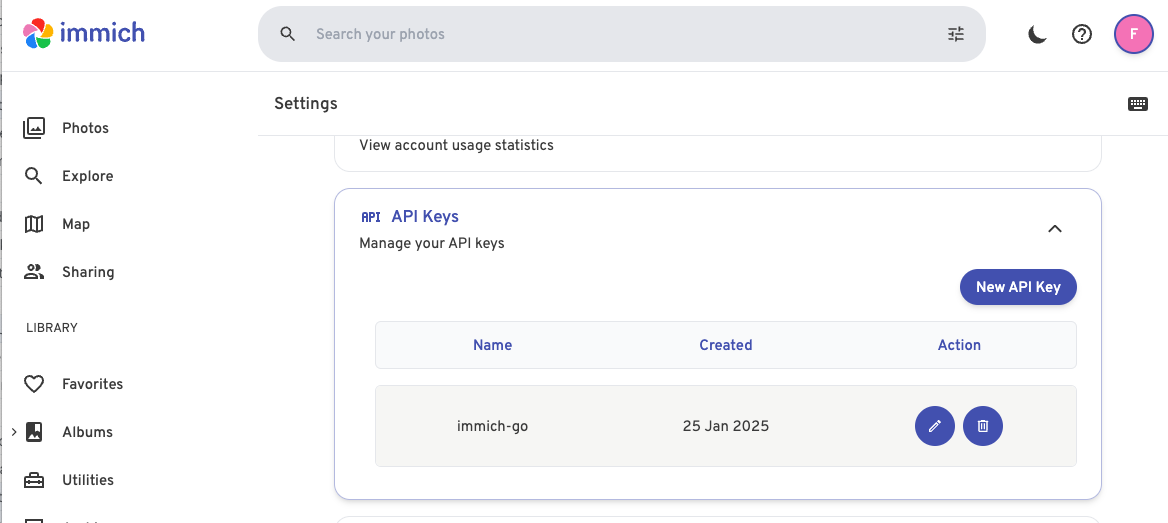 immich
Search your photos
F
Settings
Photos
Explore
Map
Sharing
LIBRARY
Favorites
Albums
Utilities
View account usage statistics
API API Keys
Manage your API keys
New API Key
Name Created Action
immich-go 25 Jan 2025